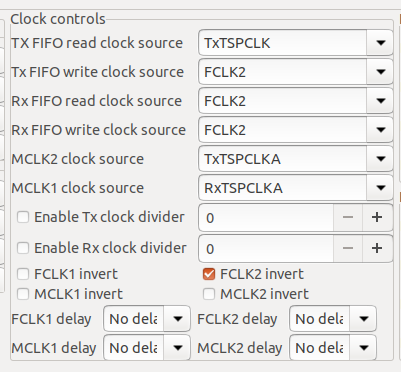 Clock controls
TX FIFO read clock source TxTSPCLK
Tx FIFO write clock source FCLK2
Rx FIFO read clock source FCLK2
Rx FIFO write clock source FCLK2
MCLK2 clock source TxTSPCLKA
MCLK1 clock source RxTSPCLKA
Enable Tx clock divider 0 − +
Enable Rx clock divider 0 − +
FCLK1 invert FCLK2 invert
MCLK1 invert MCLK2 invert
FCLK1 delay No dela FCLK2 delay No dela
MCLK1 delay No dela MCLK2 delay No dela